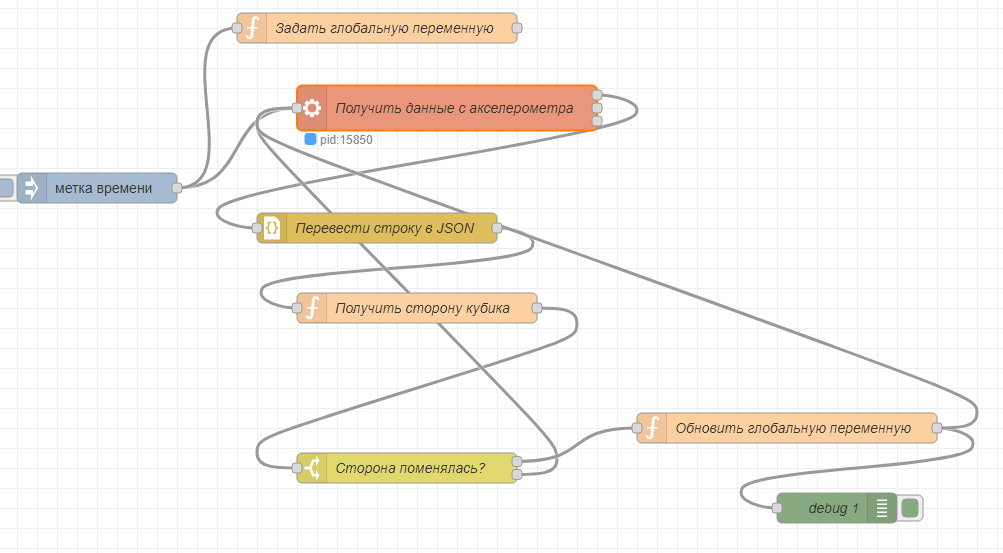 Задать глобальную переменную
Получить данные с акселерометра
pid:15850
метка времени
Перевести строку в JSON
Получить сторону кубика
Обновить глобальную переменную
Сторона поменялась?
debug 1